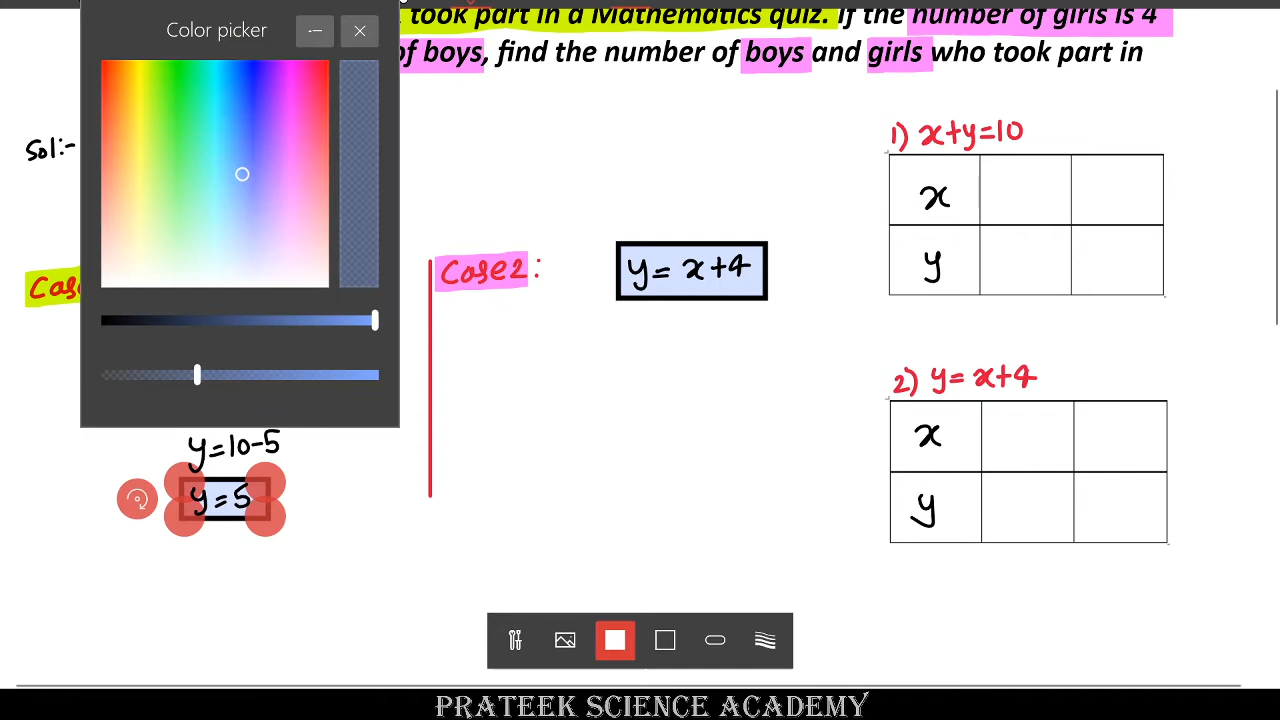 took part in a Mathematics quiz. If the number of girls is 4
of boys, find the number of boys and girls who took part in
Color picker
Sol:-
1) x+y=10
x
y
Case
Case2:
y= x+4
2) y= x+4
x
y
y=10-5
y=5
PRATEEK SCIENCE ACADEMY